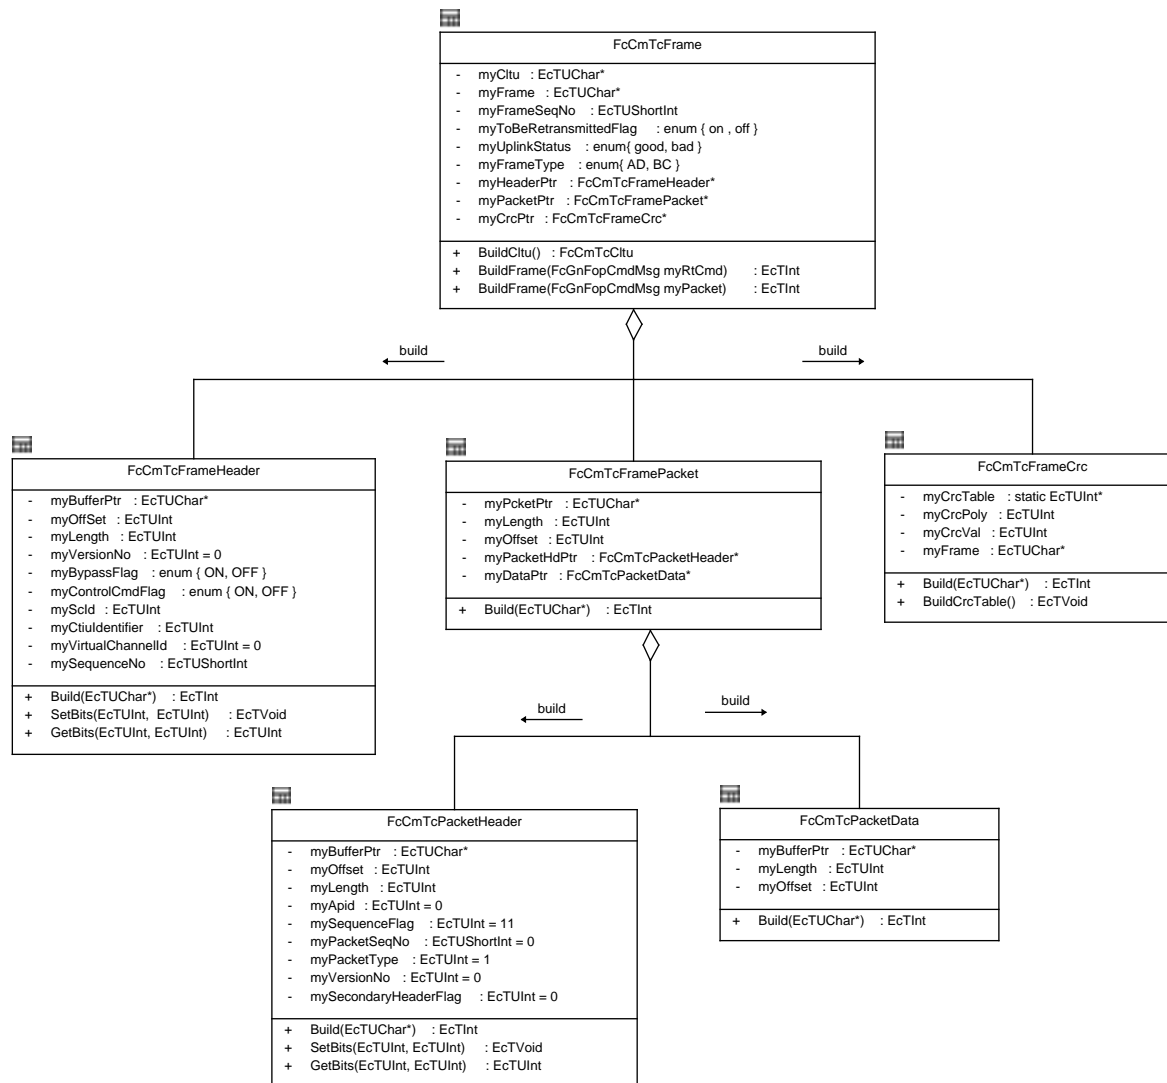 FcCmTcFrame
- myCltu : EcTUChar*
- myFrame : EcTUChar*
- myFrameSeqNo : EcTUShortInt
- myToBeRetransmittedFlag : enum { on , off }
- myUplinkStatus : enum{ good, bad }
- myFrameType : enum{ AD, BC }
- myHeaderPtr : FcCmTcFrameHeader*
- myPacketPtr : FcCmTcFramePacket*
- myCrcPtr : FcCmTcFrameCrc*
+ BuildCltu() : FcCmTcCltu
+ BuildFrame(FcGnFopCmdMsg myRtCmd) : EcTInt
+ BuildFrame(FcGnFopCmdMsg myPacket) : EcTInt
build
build
FcCmTcFrameHeader
- myBufferPtr : EcTUChar*
- myOffSet : EcTUInt
- myLength : EcTUInt
- myVersionNo : EcTUInt = 0
- myBypassFlag : enum { ON, OFF }
- myControlCmdFlag : enum { ON, OFF }
- myScId : EcTUInt
- myCtiuIdentifier : EcTUInt
- myVirtualChannelId : EcTUInt = 0
- mySequenceNo : EcTUShortInt
+ Build(EcTUChar*) : EcTInt
+ SetBits(EcTUInt, EcTUInt) : EcTVoid
+ GetBits(EcTUInt, EcTUInt) : EcTUInt
FcCmTcFramePacket
- myPcketPtr : EcTUChar*
- myLength : EcTUInt
- myOffset : EcTUInt
- myPacketHdPtr : FcCmTcPacketHeader*
- myDataPtr : FcCmTcPacketData*
+ Build(EcTUChar*) : EcTInt
FcCmTcFrameCrc
- myCrcTable : static EcTUInt*
- myCrcPoly : EcTUInt
- myCrcVal : EcTUInt
- myFrame : EcTUChar*
+ Build(EcTUChar*) : EcTInt
+ BuildCrcTable() : EcTVoid
build
build
FcCmTcPacketHeader
- myBufferPtr : EcTUChar*
- myOffset : EcTUInt
- myLength : EcTUInt
- myApid : EcTUInt = 0
- mySequenceFlag : EcTUInt = 11
- myPacketSeqNo : EcTUShortInt = 0
- myPacketType : EcTUInt = 1
- myVersionNo : EcTUInt = 0
- mySecondaryHeaderFlag : EcTUInt = 0
+ Build(EcTUChar*) : EcTInt
+ SetBits(EcTUInt, EcTUInt) : EcTVoid
+ GetBits(EcTUInt, EcTUInt) : EcTUInt
FcCmTcPacketData
- myBufferPtr : EcTUChar*
- myLength : EcTUInt
- myOffset : EcTUInt
+ Build(EcTUChar*) : EcTInt